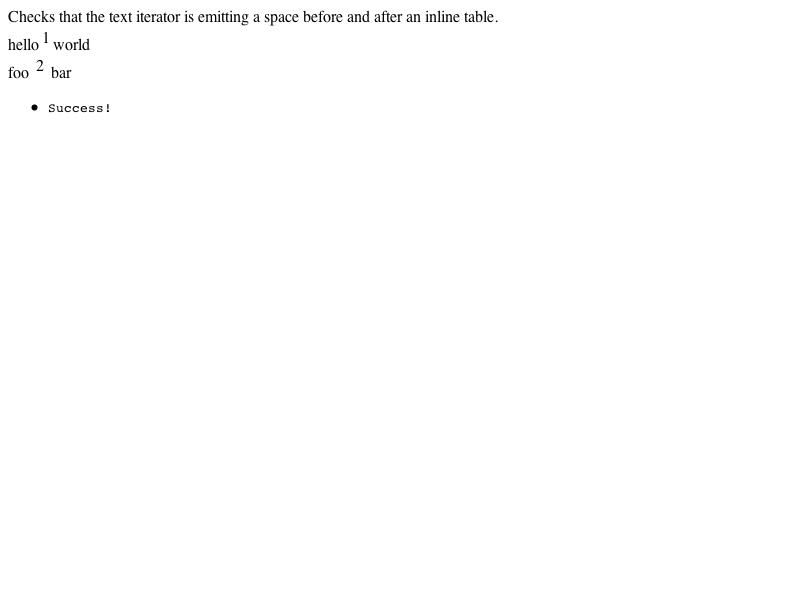 Checks that the text iterator is emitting a space before and after an inline table.
hello 1 world
foo 2 bar
• Success!